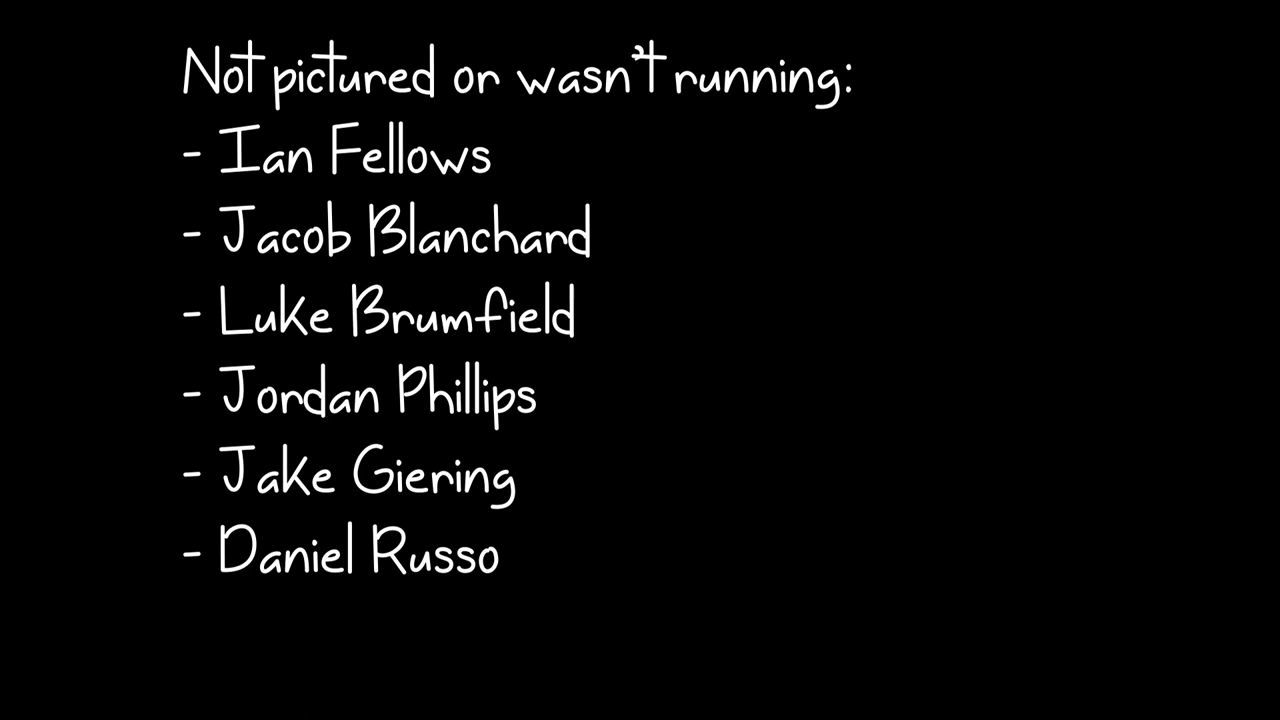 Not pictured or wasn't running:
- Ian Fellows
- Jacob Blanchard
- Luke Brumfield
- Jordan Phillips
- Jake Giering
- Daniel Russo